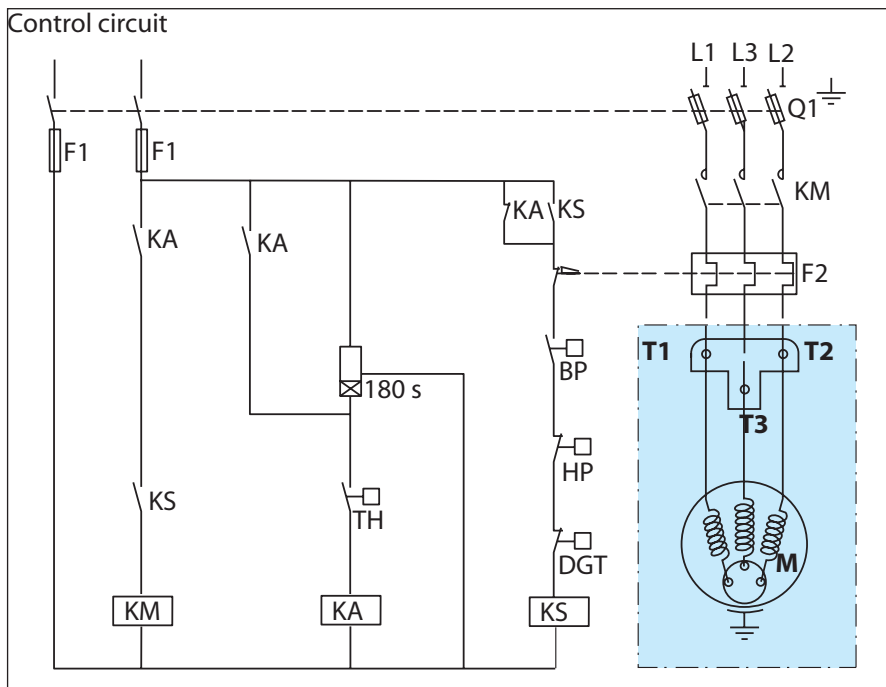 Control circuit
L1 L3 L2
Q1
F1 F1
KM
KA KS
KA KA
F2
T1 T2
BP
180 s
T3
HP
KS
TH
M
DGT
KM KA KS